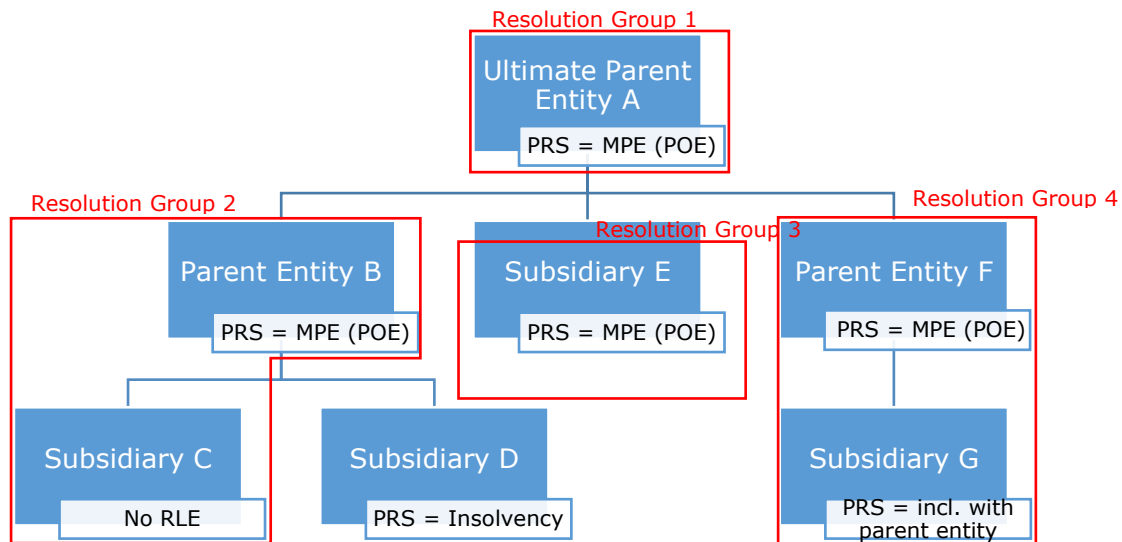 Resolution Group 1
Ultimate Parent
Entity A
PRS = MPE (POE)
Resolution Group 2
Resolution Group 3
Resolution Group 4
Parent Entity B
PRS = MPE (POE)
Subsidiary E
PRS = MPE (POE)
Parent Entity F
PRS = MPE (POE)
Subsidiary C
No RLE
Subsidiary D
PRS = Insolvency
Subsidiary G
PRS = incl. with
parent entity